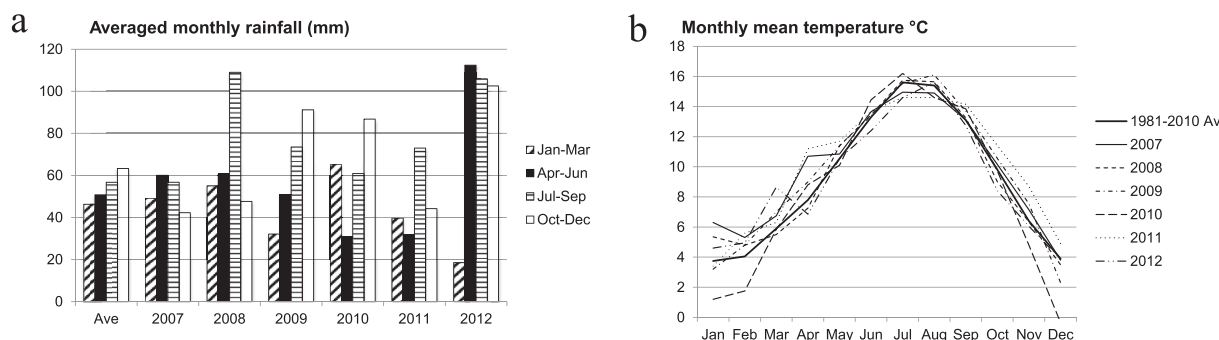 a
Averaged monthly rainfall (mm)
120
100
80
60
40
20
0
Ave 2007 2008 2009 2010 2011 2012
Jan-Mar
Apr-Jun
Jul-Sep
Oct-Dec
b
Monthly mean temperature °C
18
16
14
12
10
8
6
4
2
0
Jan Feb Mar Apr May Jun Jul Aug Sep Oct Nov Dec
1981-2010 Av
2007
2008
2009
2010
2011
2012